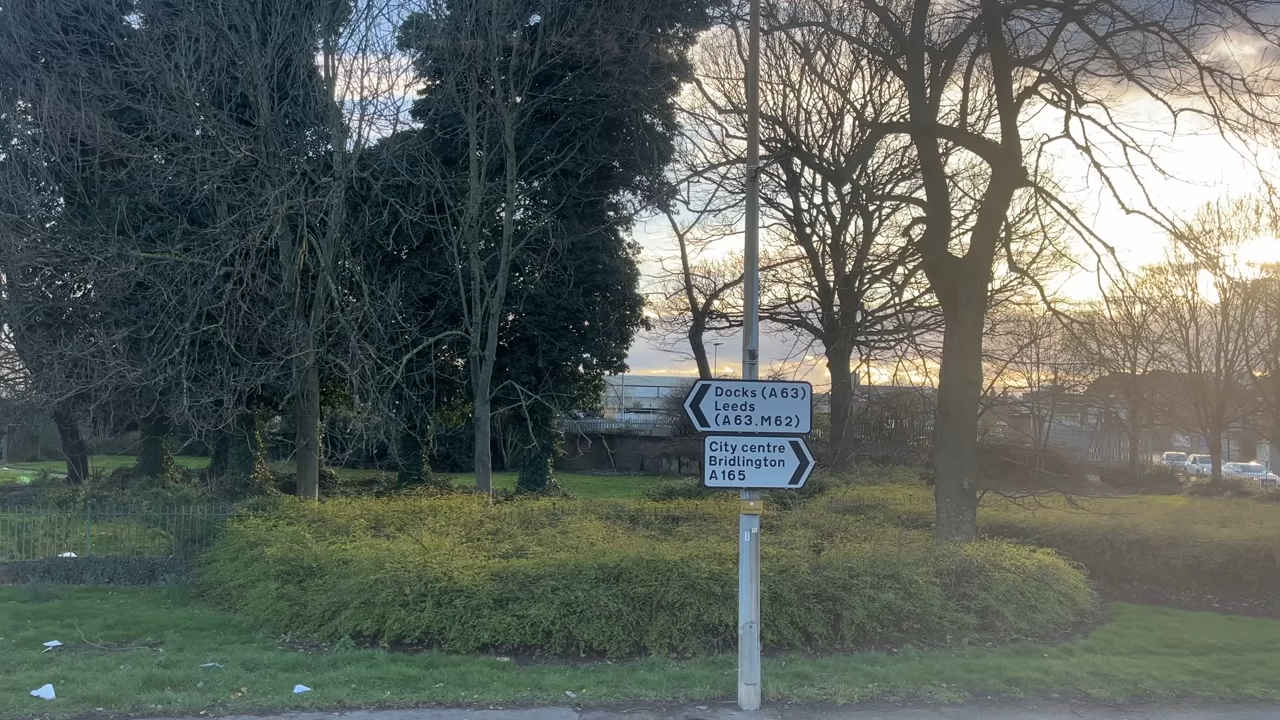 Docks (A63)
Leeds
(A63,M62)
City centre
Bridlington
A165